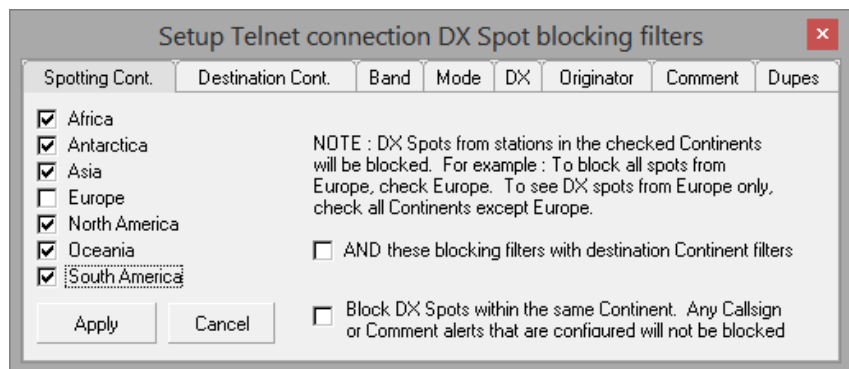 Setup Telnet connection DX Spot blocking filters
x
Spotting Cont. Destination Cont. Band Mode DX Originator Comment Dupes
Africa
Antarctica
Asia
Europe
North America
Oceania
South America
NOTE : DX Spots from stations in the checked Continents
will be blocked. For example : To block all spots from
Europe, check Europe. To see DX spots from Europe only,
check all Continents except Europe.
AND these blocking filters with destination Continent filters
Block DX Spots within the same Continent. Any Callsign
or Comment alerts that are configured will not be blocked
Apply Cancel